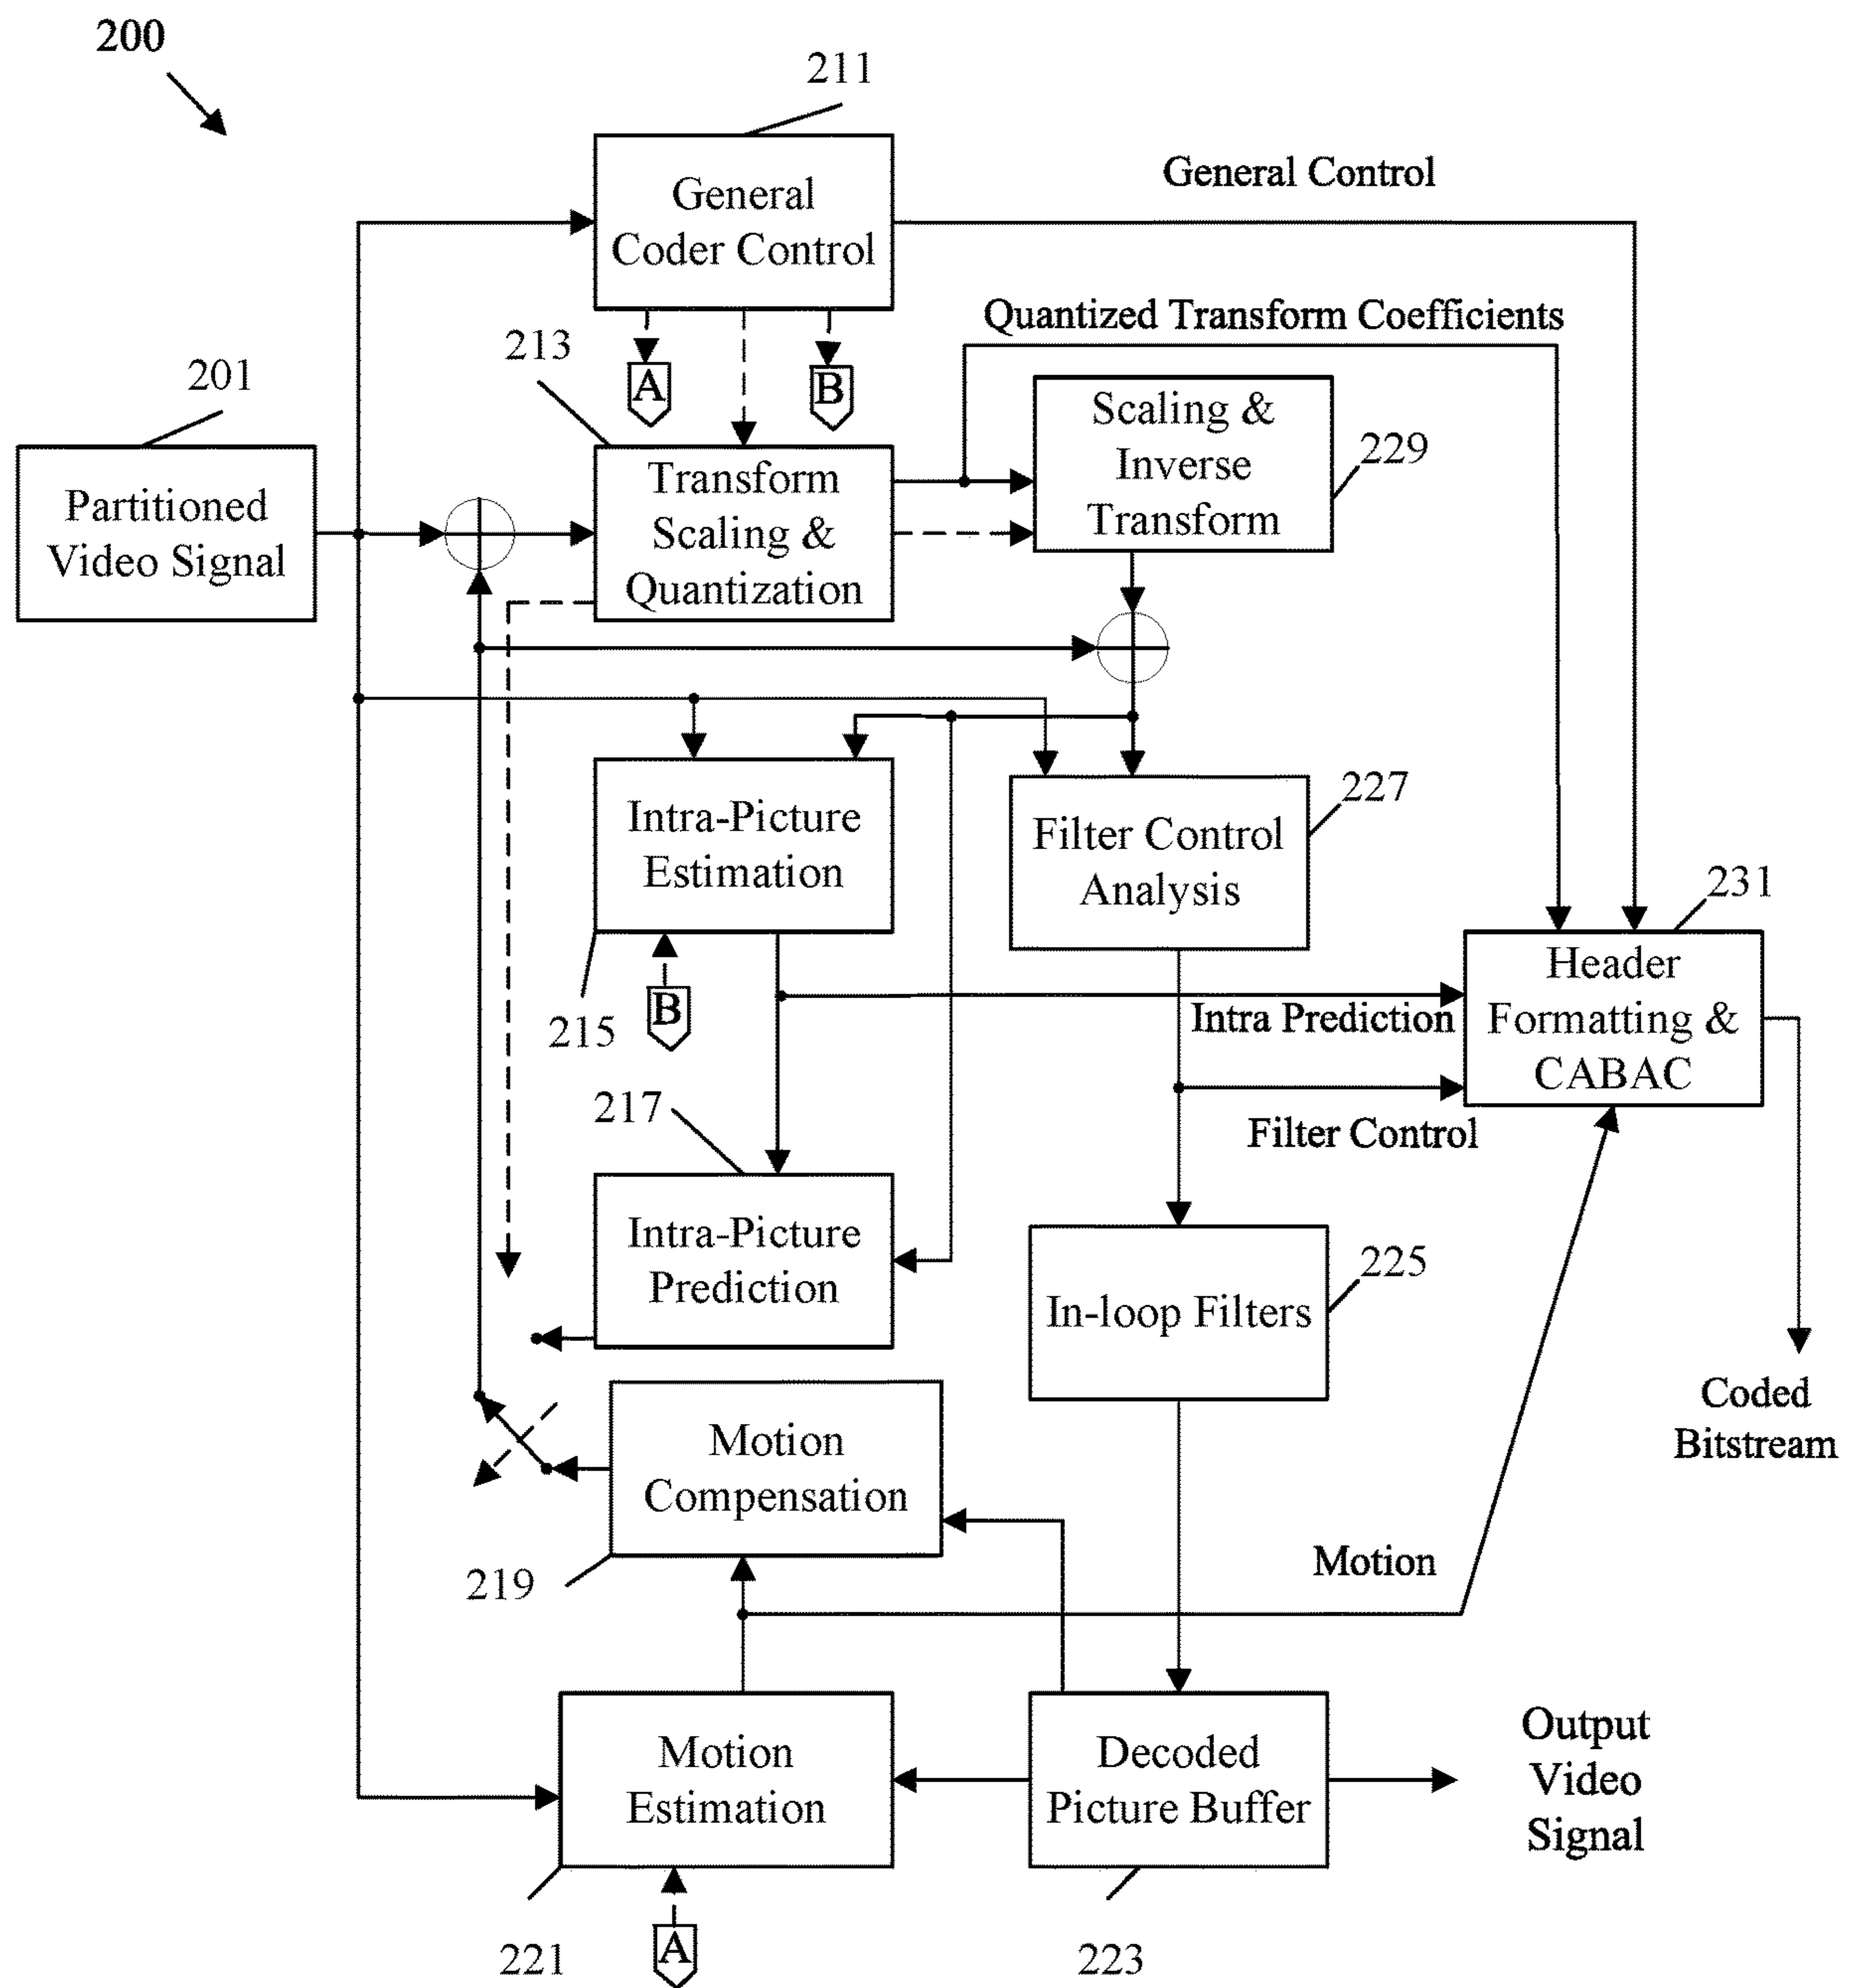 200
211
General
Coder Control
General Control
A
B
Quantized Transform Coefficients
213
201
Partitioned
Video Signal
Transform
Scaling &
Quantization
Scaling &
Inverse
Transform
229
Intra-Picture
Estimation
215
B
227
Filter Control
Analysis
231
Header
Formatting &
CABAC
Intra Prediction
Filter Control
217
Intra-Picture
Prediction
225
In-loop Filters
Coded
Bitstream
Motion
Compensation
219
Motion
Motion
Estimation
221
A
Decoded
Picture Buffer
223
Output
Video
Signal